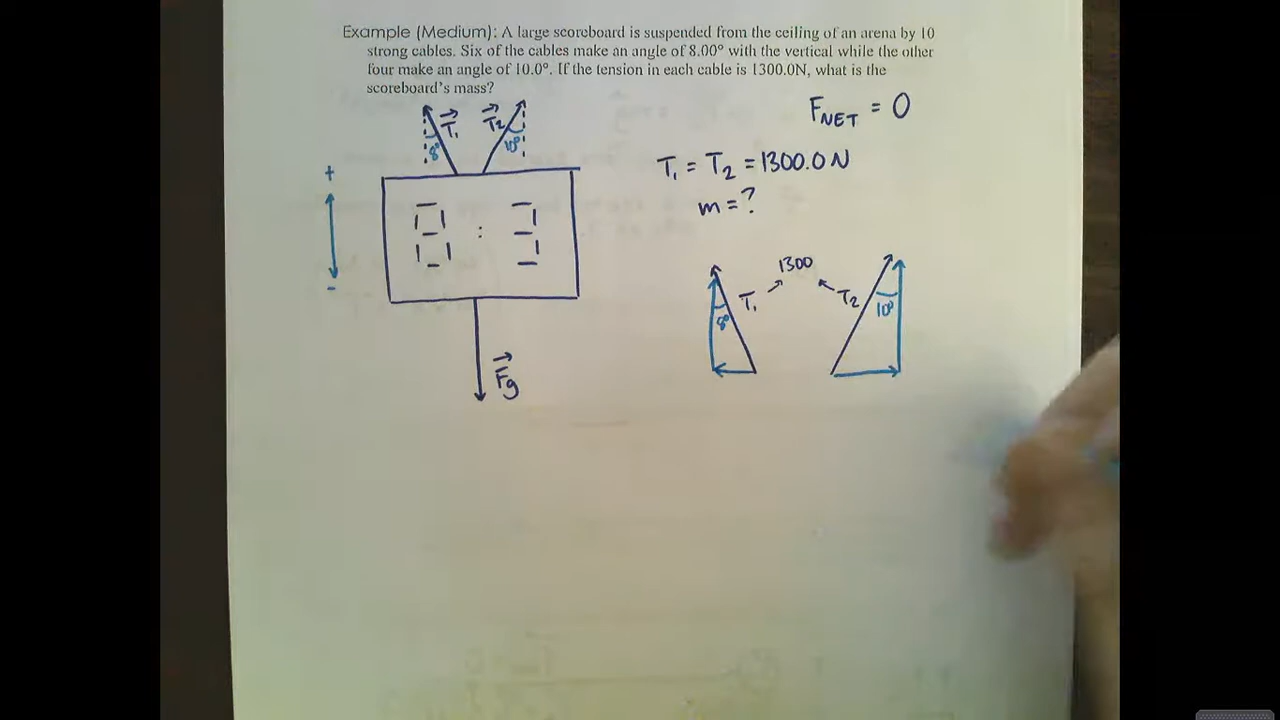 Example (Medium): A large scoreboard is suspended from the ceiling of an arena by 10
strong cables. Six of the cables make an angle of 8.00° with the vertical while the other
four make an angle of 10.0°. If the tension in each cable is 1300.0N, what is the
scoreboard's mass?
F_NET = 0
T₁ T₂
8° 10°
T₁ = T₂ = 1300.0 N
+
m = ?
-
1300
T₁ T₂
8° 10°
Fg